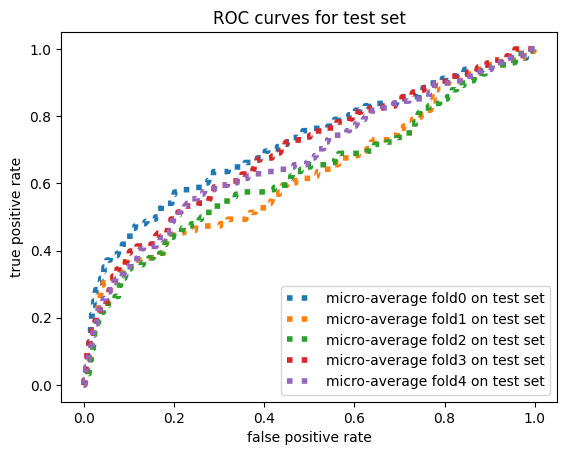 ROC curves for test set
true positive rate
1.0
0.8
0.6
0.4
0.2
0.0
micro-average fold0 on test set
micro-average fold1 on test set
micro-average fold2 on test set
micro-average fold3 on test set
micro-average fold4 on test set
0.0 0.2 0.4 0.6 0.8 1.0
false positive rate